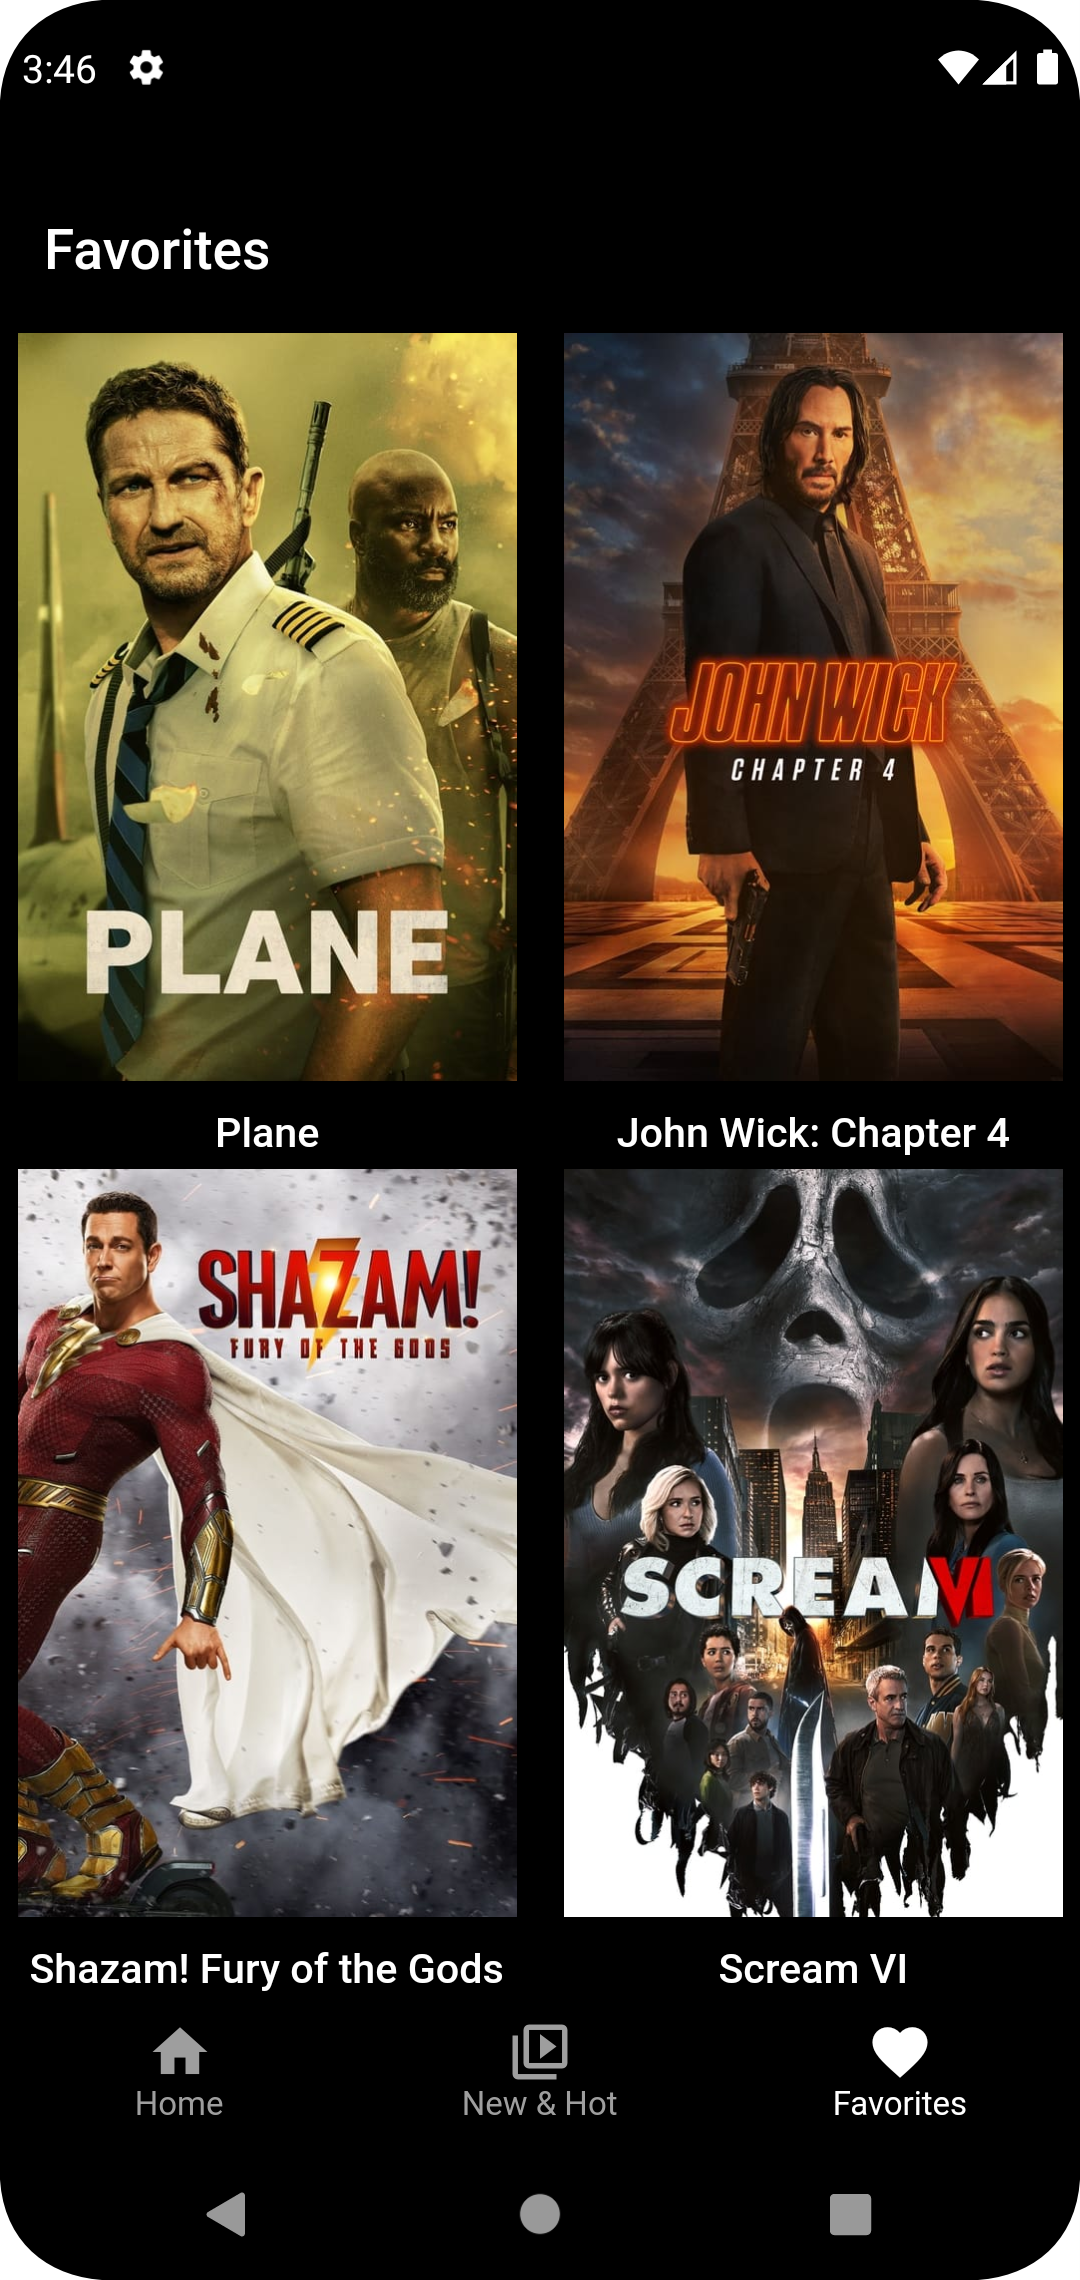 3:46
Favorites
PLANE
JOHN WICK
CHAPTER 4
Plane
John Wick: Chapter 4
SHAZAM!
FURY OF THE GODS
SCREAM VI
Shazam! Fury of the Gods
Scream VI
Home
New & Hot
Favorites